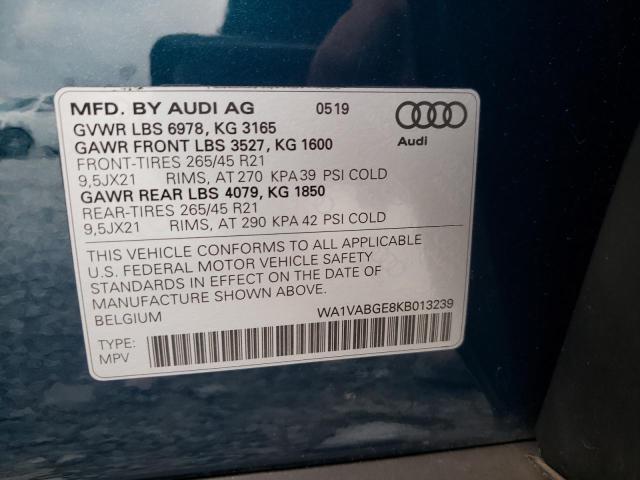 MFD. BY AUDI AG 0519
Audi
GVWR LBS 6978, KG 3165
GAWR FRONT LBS 3527, KG 1600
FRONT-TIRES 265/45 R21
9,5JX21 RIMS, AT 270 KPA 39 PSI COLD
GAWR REAR LBS 4079, KG 1850
REAR-TIRES 265/45 R21
9,5JX21 RIMS, AT 290 KPA 42 PSI COLD
THIS VEHICLE CONFORMS TO ALL APPLICABLE
U.S. FEDERAL MOTOR VEHICLE SAFETY
STANDARDS IN EFFECT ON THE DATE OF
MANUFACTURE SHOWN ABOVE.
BELGIUM WA1VABGE8KB013239
TYPE:
MPV